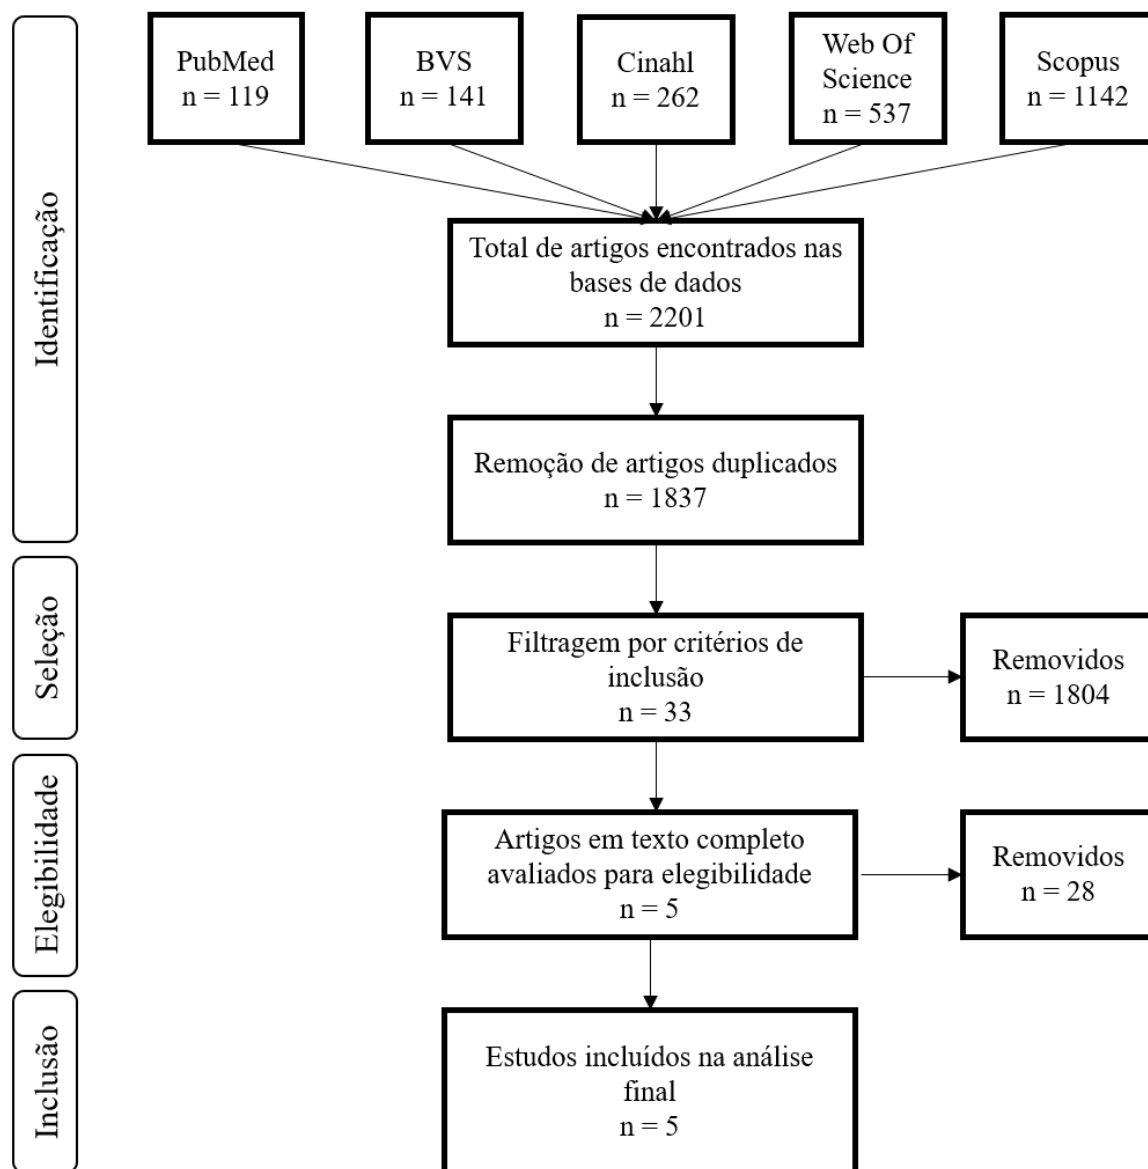 Identificação
PubMed
n = 119
BVS
n = 141
Cinahl
n = 262
Web Of
Science
n = 537
Scopus
n = 1142
Total de artigos encontrados nas
bases de dados
n = 2201
Remoção de artigos duplicados
n = 1837
Seleção
Filtragem por critérios de
inclusão
n = 33
Removidos
n = 1804
Elegibilidade
Artigos em texto completo
avaliados para elegibilidade
n = 5
Removidos
n = 28
Inclusão
Estudos incluídos na análise
final
n = 5